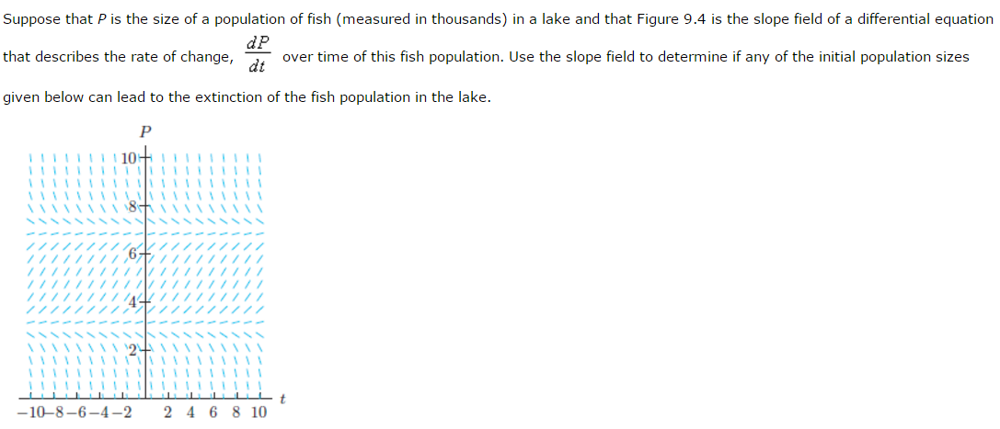 Suppose that P is the size of a population of fish (measured in thousands) in a lake and that Figure 9.4 is the slope field of a differential equation
that describes the rate of change, dP/dt over time of this fish population. Use the slope field to determine if any of the initial population sizes
given below can lead to the extinction of the fish population in the lake.
P
10
8
6
4
2
t
−10 −8 −6 −4 −2 2 4 6 8 10